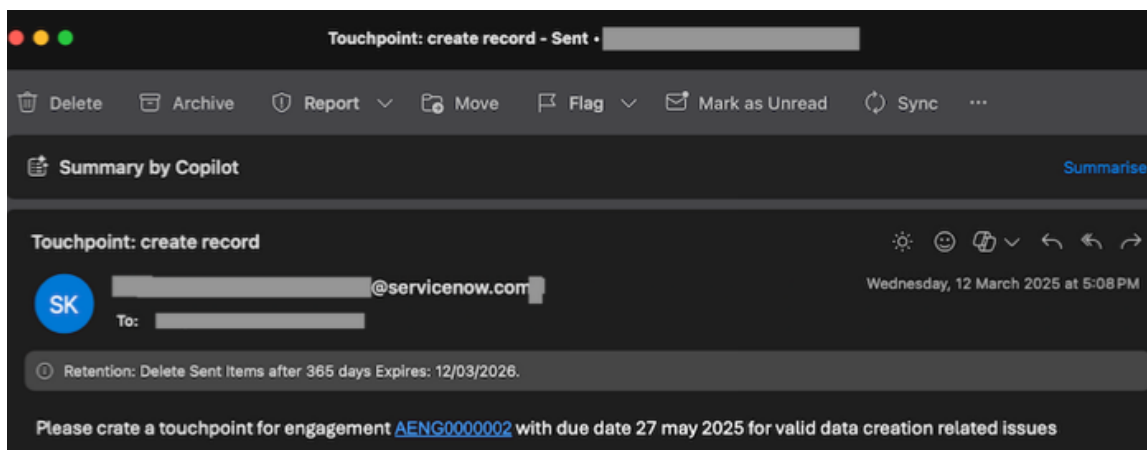 Touchpoint: create record - Sent •
Delete Archive Report Move Flag Mark as Unread Sync ...
Summary by Copilot Summarise
Touchpoint: create record
SK @servicenow.com Wednesday, 12 March 2025 at 5:08 PM
To:
Retention: Delete Sent Items after 365 days Expires: 12/03/2026.
Please crate a touchpoint for engagement AENG0000002 with due date 27 may 2025 for valid data creation related issues